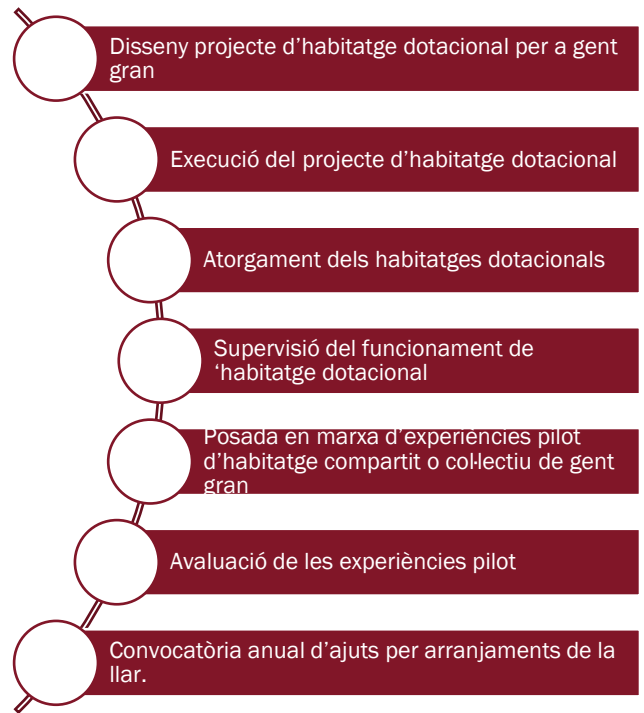 Disseny projecte d’habitatge dotacional per a gent
gran
Execució del projecte d’habitatge dotacional
Atorgament dels habitatges dotacionals
Supervisió del funcionament de
‘habitatge dotacional
Posada en marxa d’experiències pilot
d’habitatge compartit o col·lectiu de gent
gran
Avaluació de les experiències pilot
Convocatòria anual d’ajuts per arranjaments de la
llar.